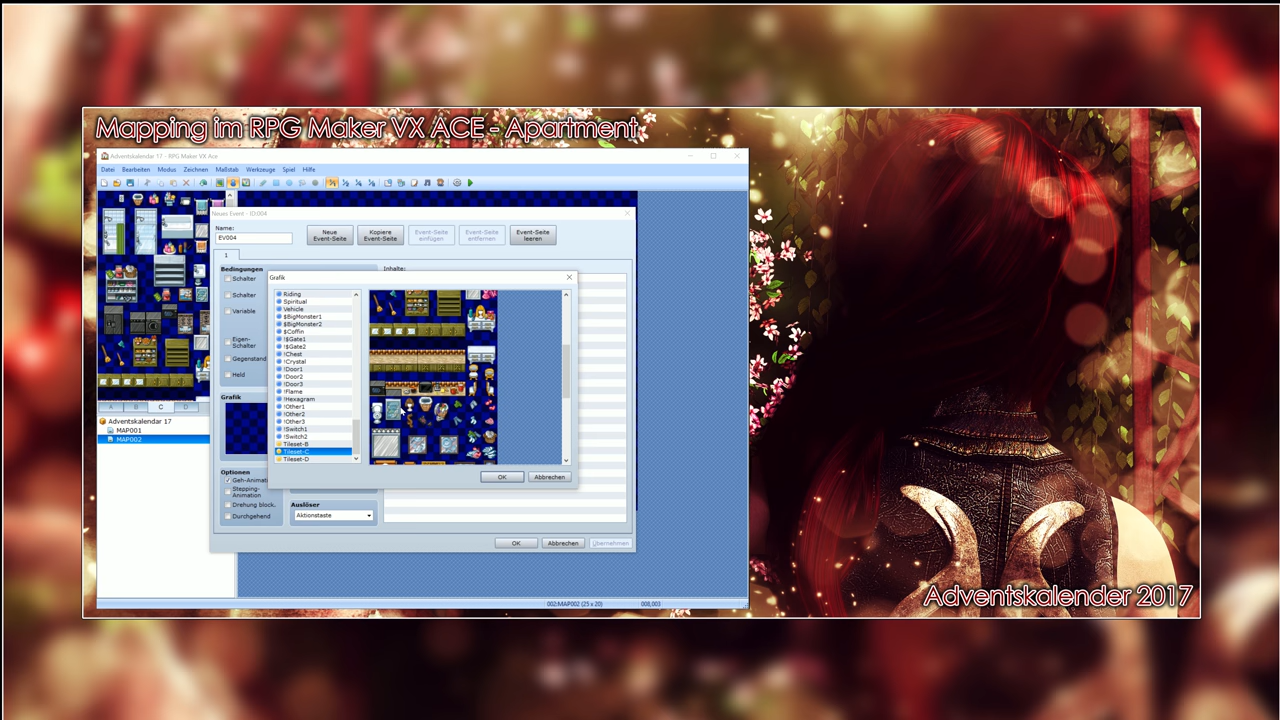 Mapping im RPG Maker VX ACE - Apartment
Adventskalendar 17 - RPG Maker VX Ace
Datei Bearbeiten Modus Zeichnen Maßstab Werkzeuge Spiel Hilfe
Neues Event - ID:004
Name:
EV004
Neue Event-Seite
Kopiere Event-Seite
Event-Seite einfügen
Event-Seite entfernen
Event-Seite leeren
1
Bedingungen
Schalter
Schalter
Variable
Eigen-Schalter
Gegenstand
Held
Inhalte:
Grafik
Riding
Spiritual
Vehicle
$BigMonster1
$BigMonster2
$Coffin
!$Gate1
!$Gate2
!Chest
!Crystal
!Door1
!Door2
!Door3
!Flame
!Hexagram
!Other1
!Other2
!Other3
!Switch1
!Switch2
Tileset-B
Tileset-C
Tileset-D
OK
Abbrechen
Grafik
Optionen
Geh-Animati
Stepping-Animation
Drehung block.
Durchgehend
Auslöser
Aktionstaste
OK
Abbrechen
Übernehmen
A B C D
Adventskalendar 17
MAP001
MAP002
002:MAP002 (25 x 20)
008,003
Adventskalender 2017